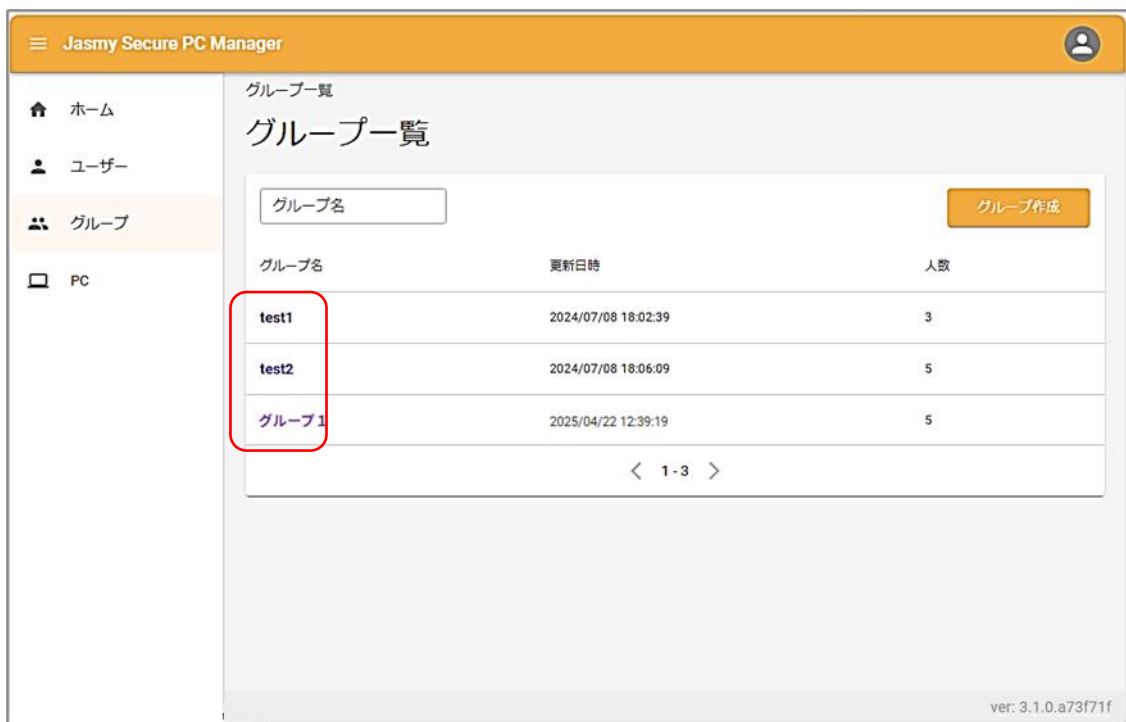 Jasmy Secure PC Manager
ホーム
ユーザー
グループ
PC
グループ一覧
グループ一覧
グループ名
グループ作成
グループ名 更新日時 人数
test1 2024/07/08 18:02:39 3
test2 2024/07/08 18:06:09 5
グループ1 2025/04/22 12:39:19 5
1 - 3
ver: 3.1.0.a73f71f